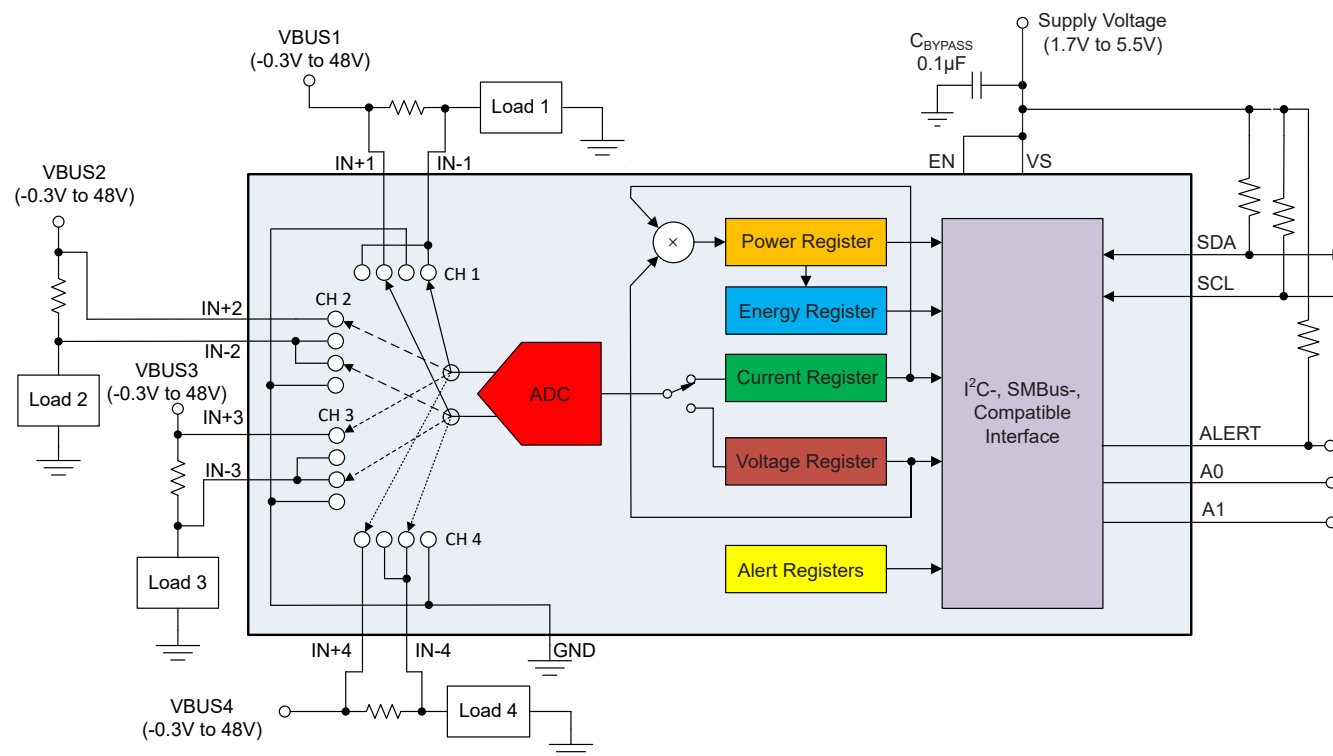 Supply Voltage
(1.7V to 5.5V)
C_BYPASS
0.1µF
VBUS1
(-0.3V to 48V)
Load 1
IN+1
IN-1
EN
VS
VBUS2
(-0.3V to 48V)
IN+2
IN-2
Load 2
VBUS3
(-0.3V to 48V)
IN+3
IN-3
Load 3
CH 1
CH 2
CH 3
CH 4
ADC
×
Power Register
Energy Register
Current Register
Voltage Register
Alert Registers
I²C-, SMBus-,
Compatible
Interface
SDA
SCL
ALERT
A0
A1
IN+4
IN-4
GND
VBUS4
(-0.3V to 48V)
Load 4